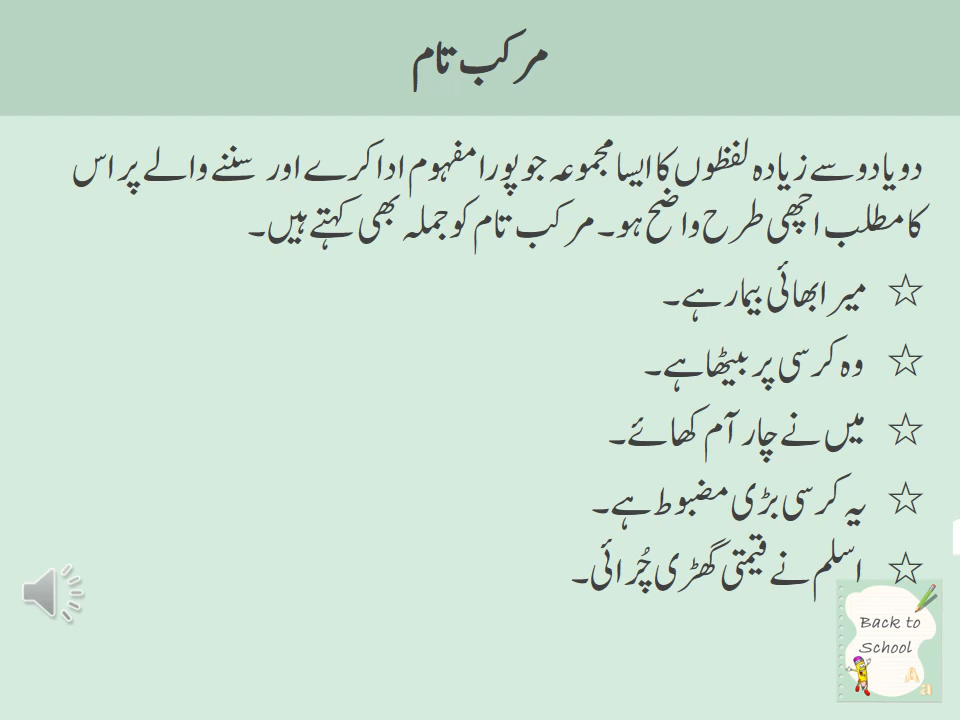 مرکب تام
دو یا دو سے زیادہ لفظوں کا ایسا مجموعہ جو پورا مفہوم ادا کرے اور سننے والے پر اس
کا مطلب اچھی طرح واضح ہو۔ مرکب تام کو جملہ بھی کہتے ہیں۔
☆ میرا بھائی بیمار ہے۔
☆ وہ کرسی پر بیٹھا ہے۔
☆ میں نے چار آم کھائے۔
☆ یہ کرسی بڑی مضبوط ہے۔
☆ اسلم نے قیمتی گھڑی چُرائی۔
Back to
School
A a